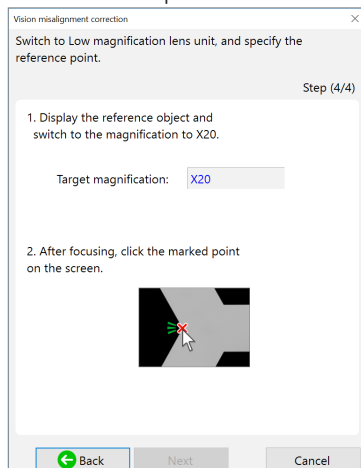 Vision misalignment correction
Switch to Low magnification lens unit, and specify the
reference point.
Step (4/4)
1. Display the reference object and
switch to the magnification to X20.
Target magnification: X20
2. After focusing, click the marked point
on the screen.
Back Next Cancel